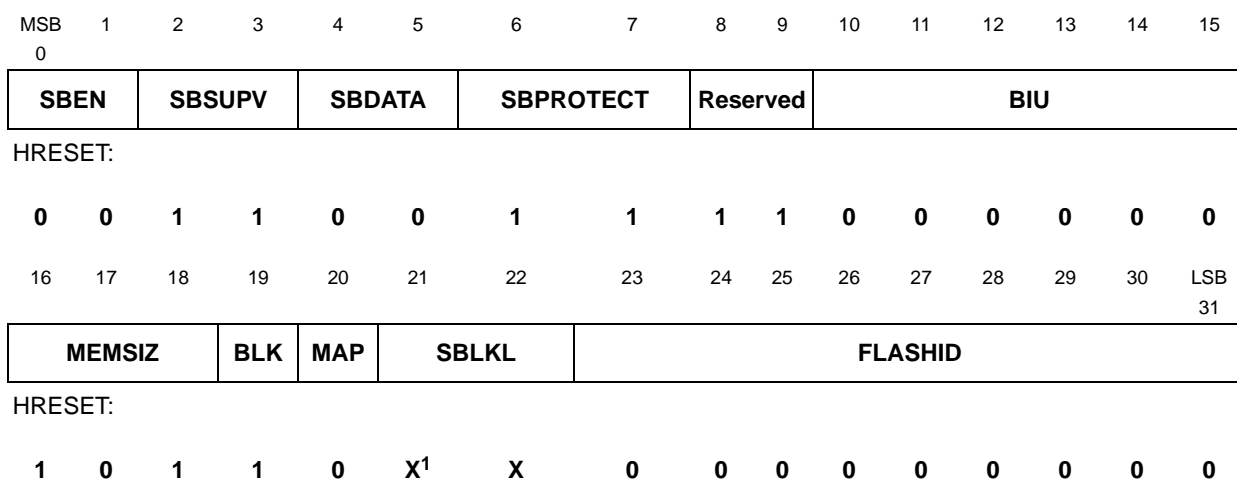 MSB 1 2 3 4 5 6 7 8 9 10 11 12 13 14 15
0
SBEN SBSUPV SBDATA SBPROTECT Reserved BIU
HRESET:
0 0 1 1 0 0 1 1 1 1 0 0 0 0 0 0
16 17 18 19 20 21 22 23 24 25 26 27 28 29 30 LSB
31
MEMSIZ BLK MAP SBLKL FLASHID
HRESET:
1 0 1 1 0 X1 X 0 0 0 0 0 0 0 0 0